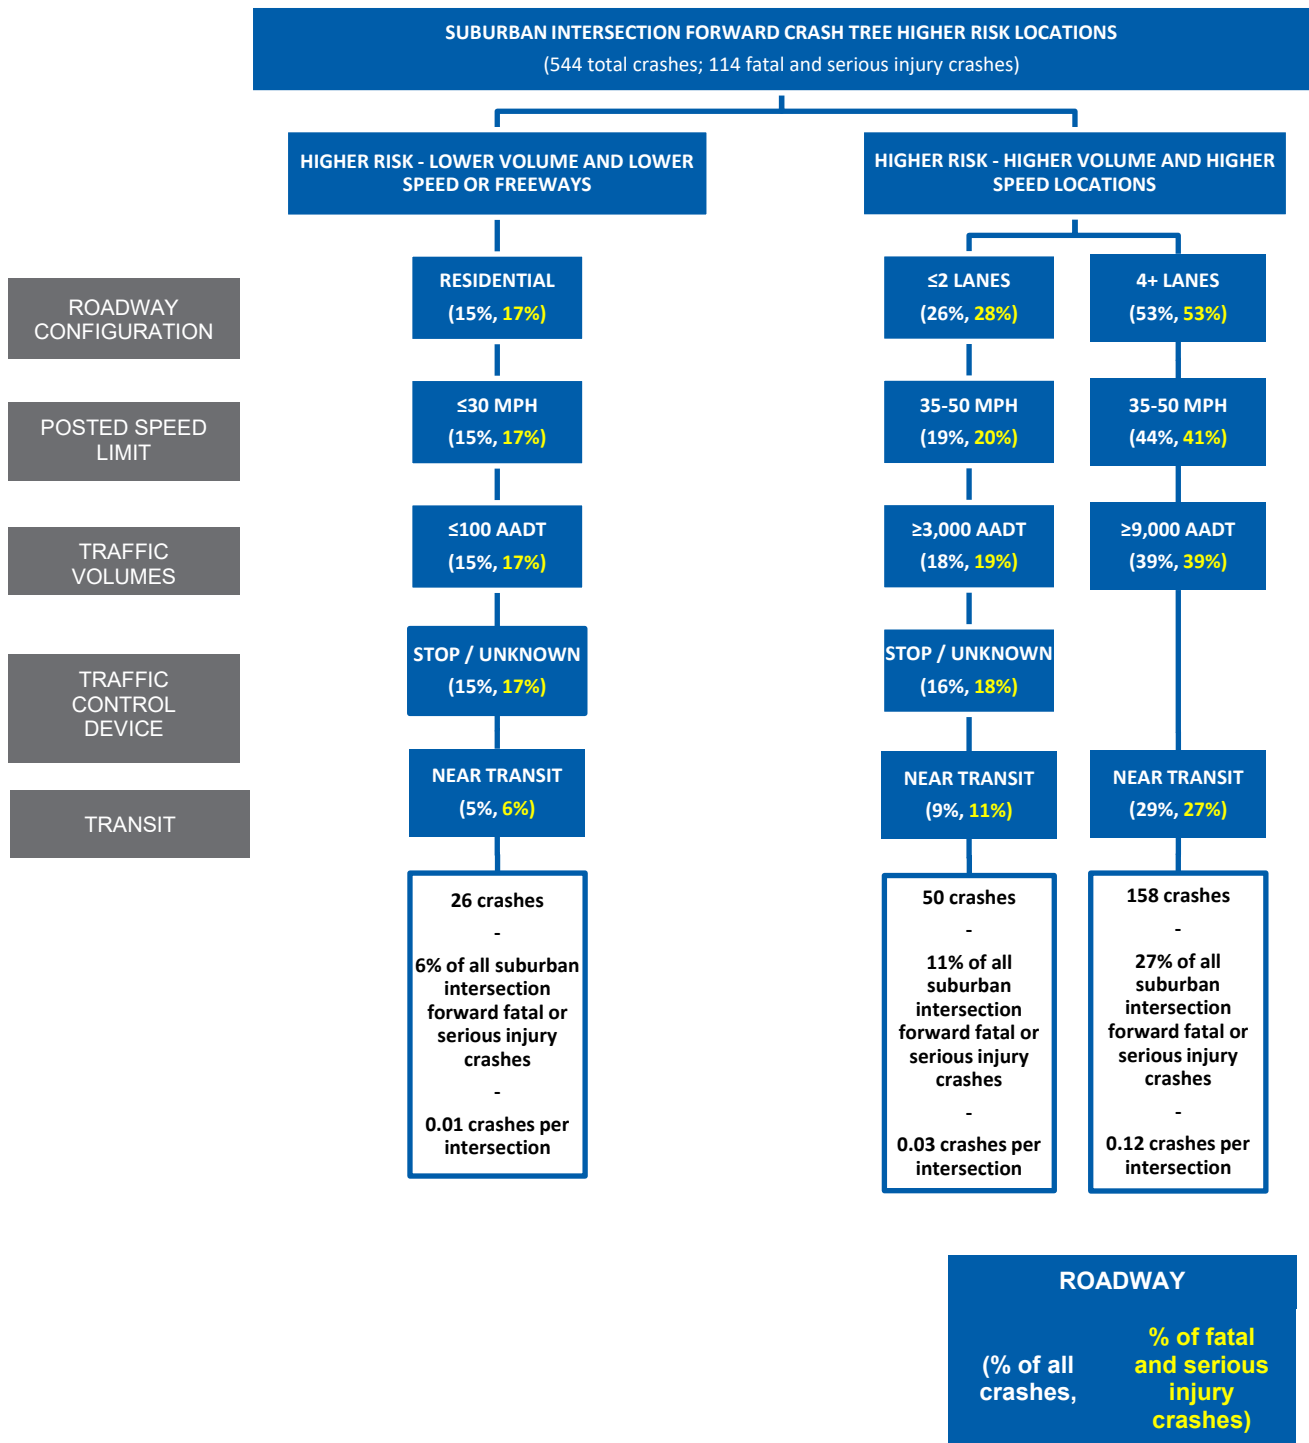 SUBURBAN INTERSECTION FORWARD CRASH TREE HIGHER RISK LOCATIONS
(544 total crashes; 114 fatal and serious injury crashes)
HIGHER RISK - LOWER VOLUME AND LOWER
SPEED OR FREEWAYS
HIGHER RISK - HIGHER VOLUME AND HIGHER
SPEED LOCATIONS
ROADWAY
CONFIGURATION
RESIDENTIAL
(15%, 17%)
≤2 LANES
(26%, 28%)
4+ LANES
(53%, 53%)
POSTED SPEED
LIMIT
≤30 MPH
(15%, 17%)
35-50 MPH
(19%, 20%)
35-50 MPH
(44%, 41%)
TRAFFIC
VOLUMES
≤100 AADT
(15%, 17%)
≥3,000 AADT
(18%, 19%)
≥9,000 AADT
(39%, 39%)
TRAFFIC
CONTROL
DEVICE
STOP / UNKNOWN
(15%, 17%)
STOP / UNKNOWN
(16%, 18%)
TRANSIT
NEAR TRANSIT
(5%, 6%)
NEAR TRANSIT
(9%, 11%)
NEAR TRANSIT
(29%, 27%)
26 crashes
-
6% of all suburban
intersection
forward fatal or
serious injury
crashes
-
0.01 crashes per
intersection
50 crashes
-
11% of all
suburban
intersection
forward fatal or
serious injury
crashes
-
0.03 crashes per
intersection
158 crashes
-
27% of all
suburban
intersection
forward fatal or
serious injury
crashes
-
0.12 crashes per
intersection
ROADWAY
(% of all
crashes,
% of fatal
and serious
injury
crashes)